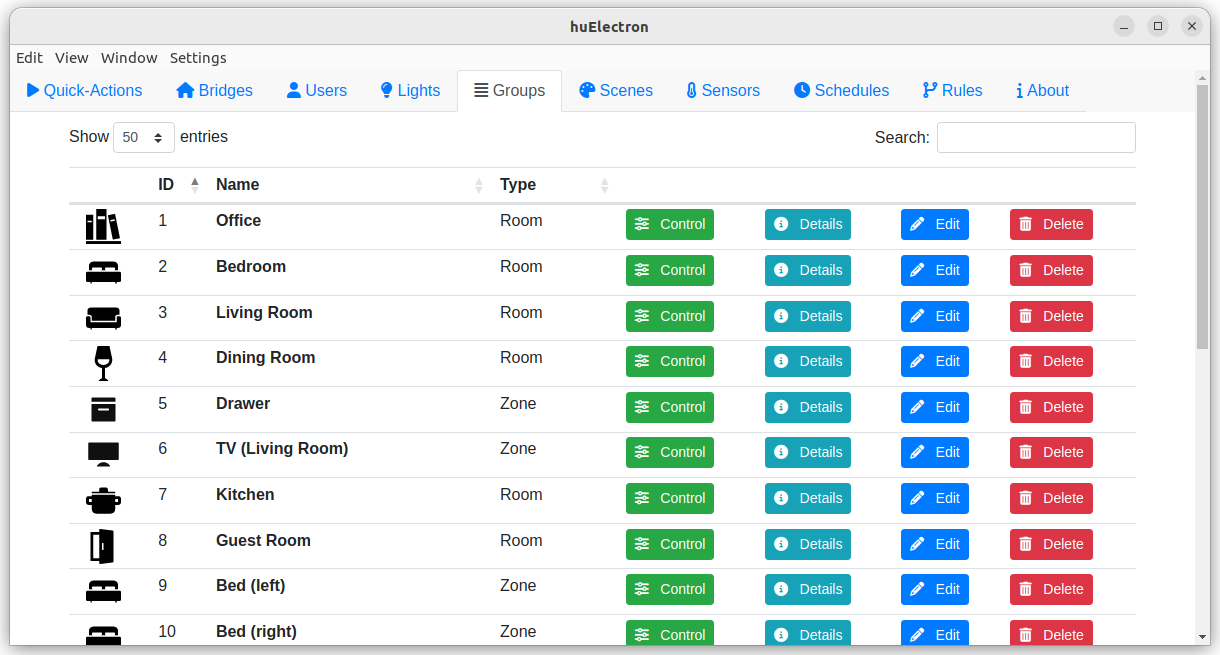 huElectron
Edit View Window Settings
Quick-Actions Bridges Users Lights Groups Scenes Sensors Schedules Rules About
Show 50 entries Search:
ID Name Type
1 Office Room Control Details Edit Delete
2 Bedroom Room Control Details Edit Delete
3 Living Room Room Control Details Edit Delete
4 Dining Room Room Control Details Edit Delete
5 Drawer Zone Control Details Edit Delete
6 TV (Living Room) Zone Control Details Edit Delete
7 Kitchen Room Control Details Edit Delete
8 Guest Room Room Control Details Edit Delete
9 Bed (left) Zone Control Details Edit Delete
10 Bed (right) Zone Control Details Edit Delete